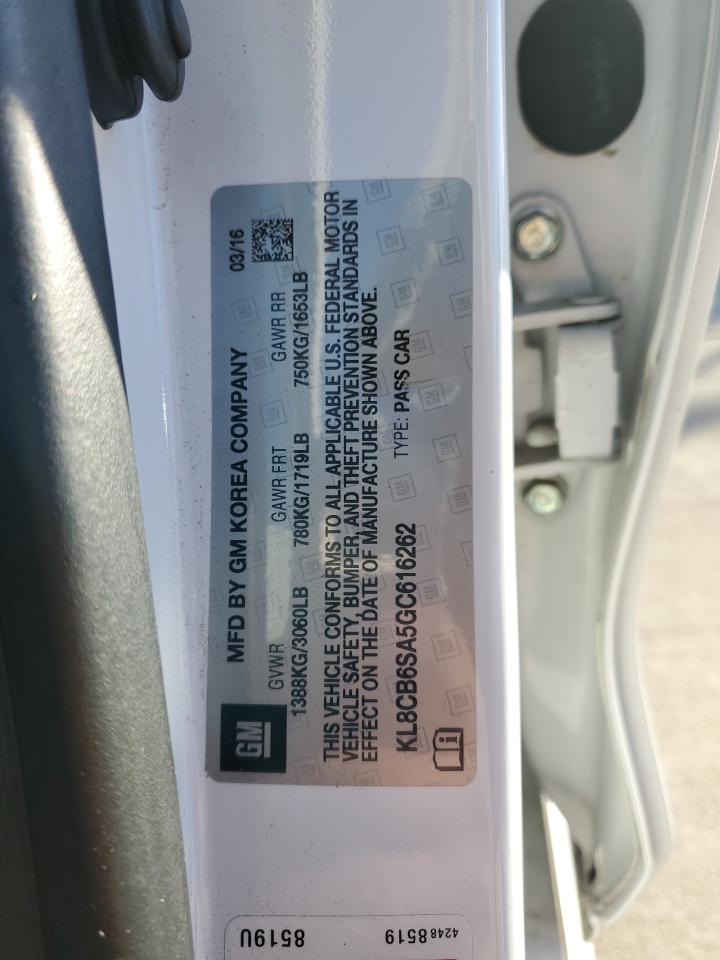 MFD BY GM KOREA COMPANY 03/16
GM
GVWR GAWR FRT GAWR RR
1388KG/3060LB 780KG/1719LB 750KG/1653LB
THIS VEHICLE CONFORMS TO ALL APPLICABLE U.S. FEDERAL MOTOR
VEHICLE SAFETY, BUMPER, AND THEFT PREVENTION STANDARDS IN
EFFECT ON THE DATE OF MANUFACTURE SHOWN ABOVE.
KL8CB6SA5GC616262 TYPE: PASS CAR
8519U
4248 8519